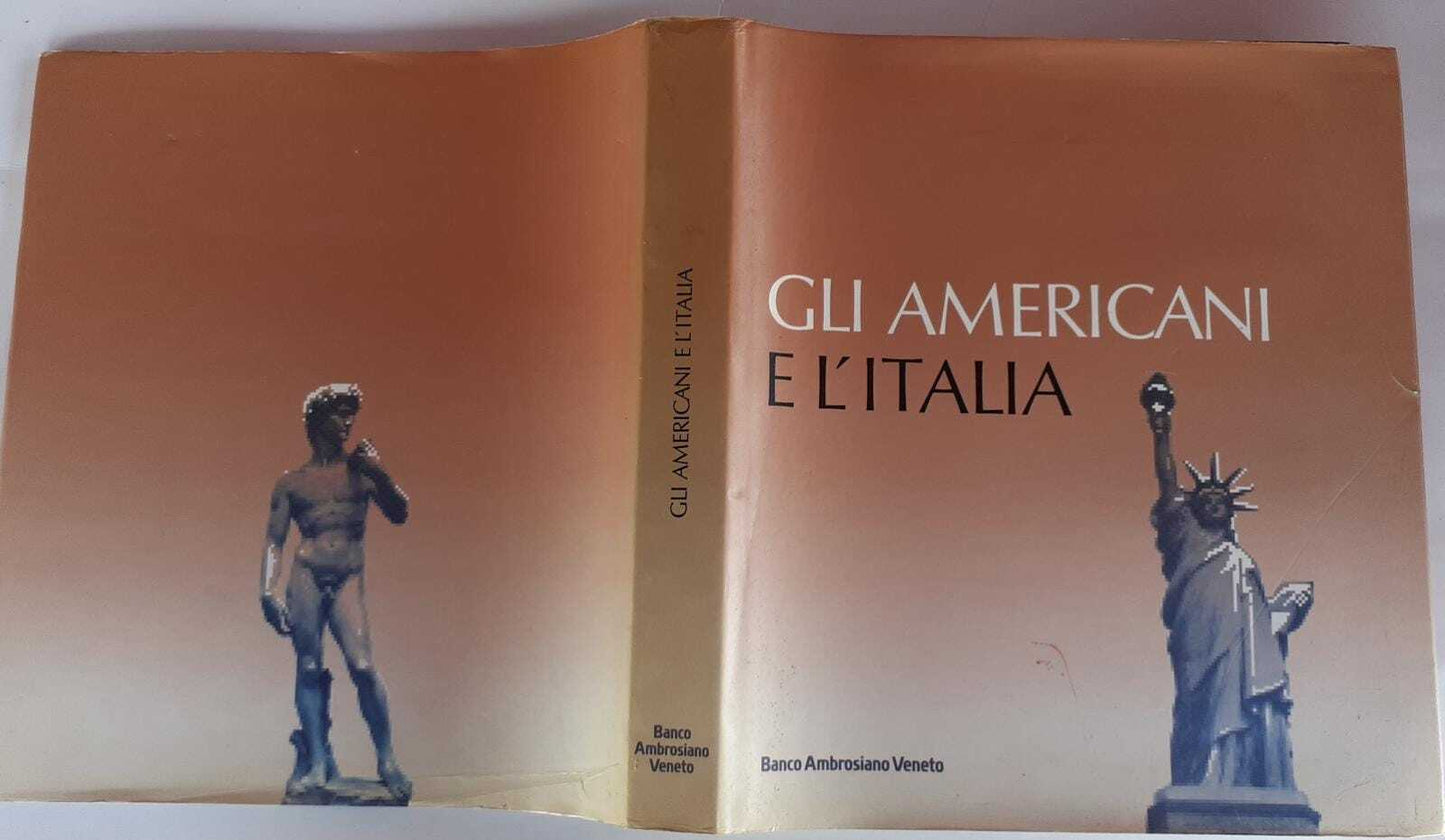 GLI AMERICANI E L'ITALIA
Banco
Ambrosiano
Veneto
GLI AMERICANI
E L'ITALIA
Banco Ambrosiano Veneto